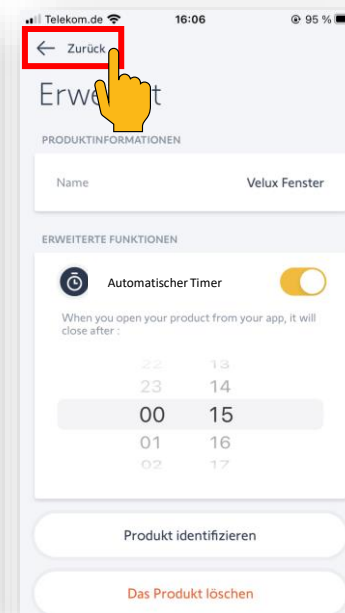 Telekom.de 16:06 95 %
Zurück
Erweitert
PRODUKTINFORMATIONEN
Name Velux Fenster
ERWEITERTE FUNKTIONEN
Automatischer Timer
When you open your product from your app, it will
close after :
22 13
23 14
00 15
01 16
02 17
Produkt identifizieren
Das Produkt löschen